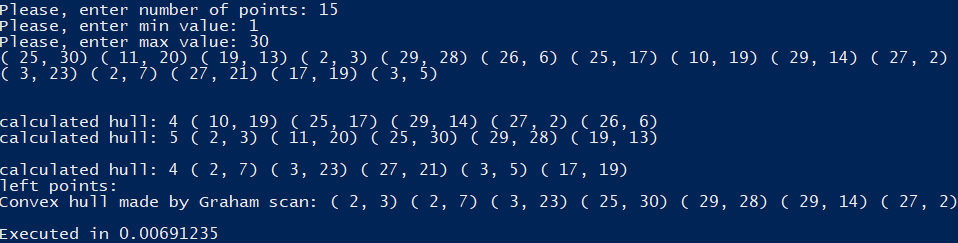 Please, enter number of points: 15
Please, enter min value: 1
Please, enter max value: 30
( 25, 30) ( 11, 20) ( 19, 13) ( 2, 3) ( 29, 28) ( 26, 6) ( 25, 17) ( 10, 19) ( 29, 14) ( 27, 2)
( 3, 23) ( 2, 7) ( 27, 21) ( 17, 19) ( 3, 5)
calculated hull: 4 ( 10, 19) ( 25, 17) ( 29, 14) ( 27, 2) ( 26, 6)
calculated hull: 5 ( 2, 3) ( 11, 20) ( 25, 30) ( 29, 28) ( 19, 13)
calculated hull: 4 ( 2, 7) ( 3, 23) ( 27, 21) ( 3, 5) ( 17, 19)
left points:
Convex hull made by Graham scan: ( 2, 3) ( 2, 7) ( 3, 23) ( 25, 30) ( 29, 28) ( 29, 14) ( 27, 2)
Executed in 0.00691235